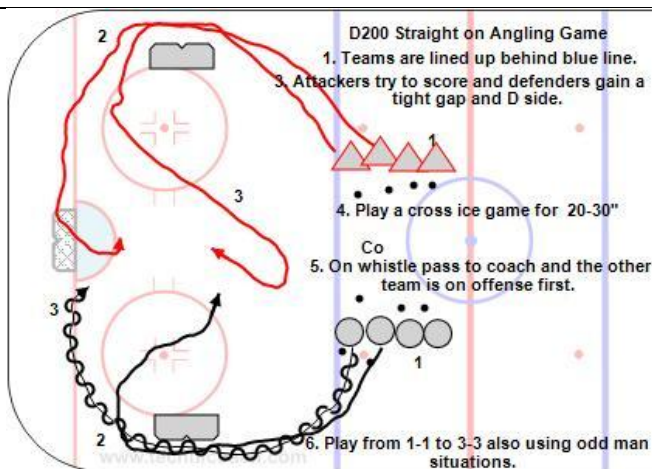 D200 Straight on Angling Game
1. Teams are lined up behind blue line.
3. Attackers try to score and defenders gain a
tight gap and D side.
2
1
3
4. Play a cross ice game for 20-30"
Co
5. On whistle pass to coach and the other
team is on offense first.
3
1
2
6. Play from 1-1 to 3-3 also using odd man
situations.